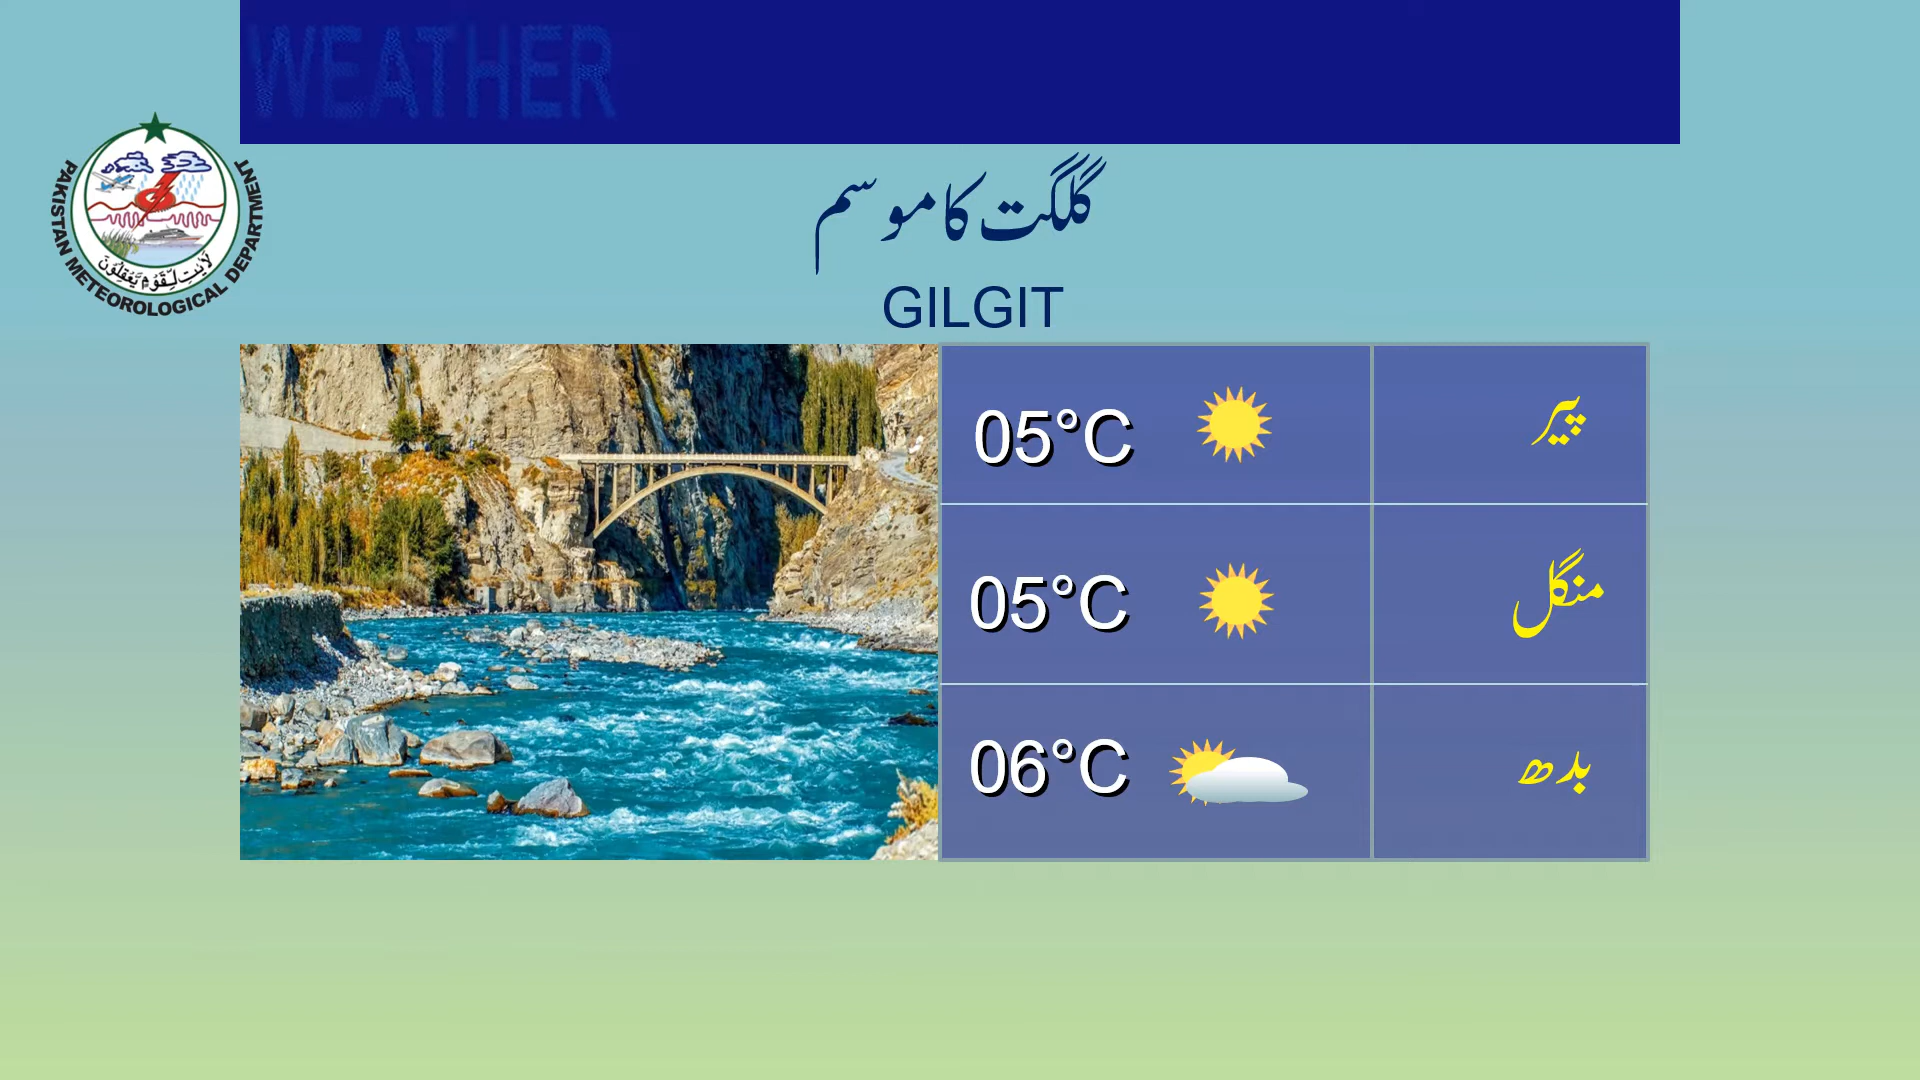 WEATHER
PAKISTAN METEOROLOGICAL DEPARTMENT
لَاٰيٰتٍ لِّقَوْمٍ يَّعْقِلُوْنَ
گلگت کا موسم
GILGIT
05°C پیر
05°C منگل
06°C بدھ